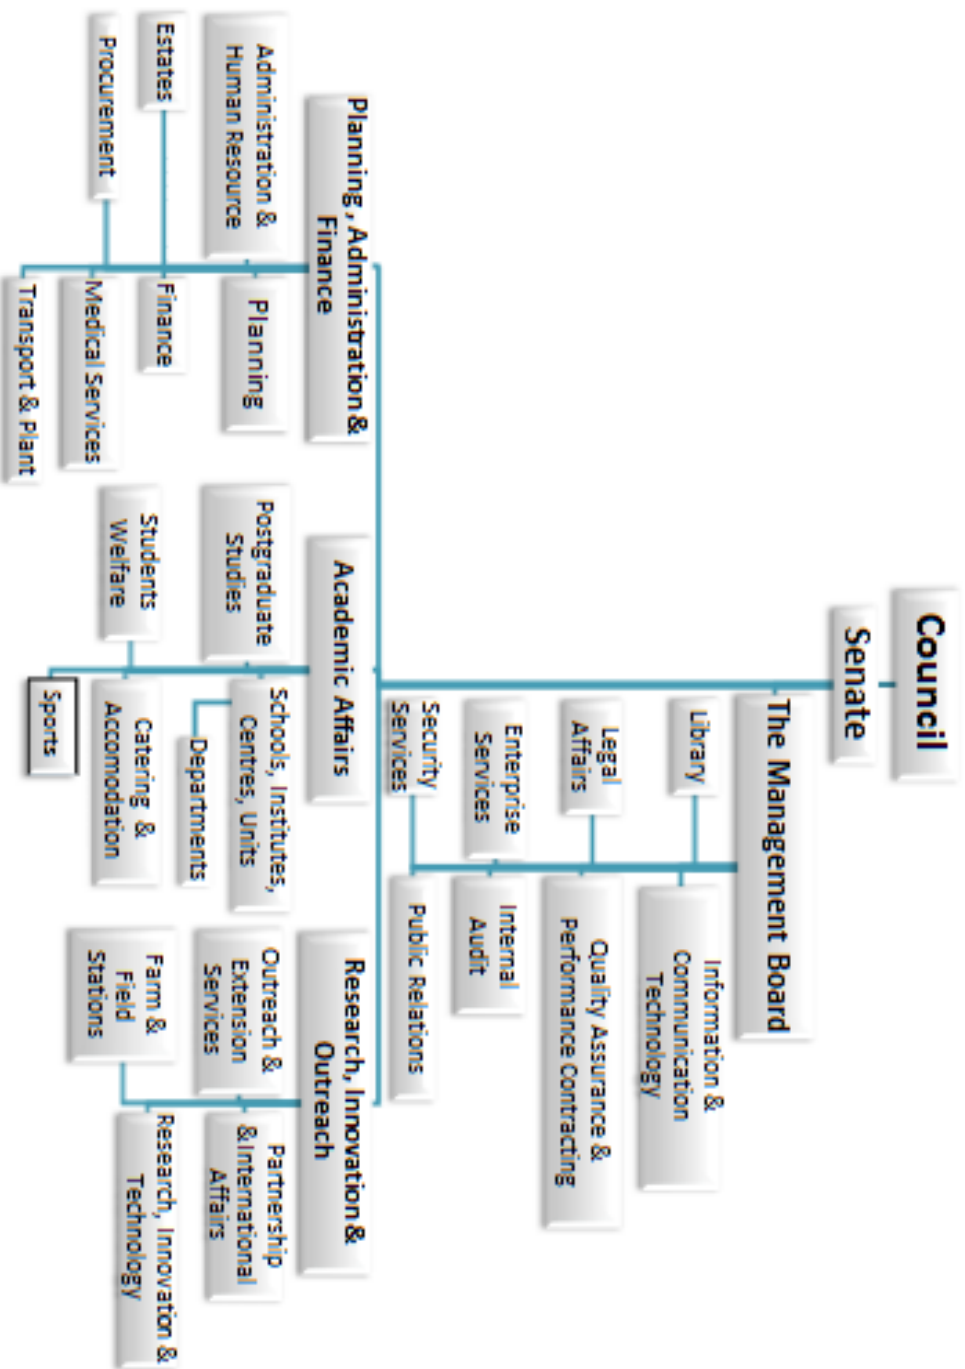 Council
Senate
The Management Board
Library
Information &
Communication
Technology
Legal
Affairs
Quality Assurance &
Performance Contracting
Enterprise
Services
Internal
Audit
Security
Services
Public Relations
Planning , Administration &
Finance
Administration &
Human Resource
Planning
Estates
Finance
Procurement
Medical Services
Transport & Plant
Academic Affairs
Postgraduate
Studies
Schools, Institutes,
Centres, Units
Departments
Students
Welfare
Catering &
Accomodation
Sports
Research, Innovation &
Outreach
Outreach &
Extension
Services
Partnership
&International
Affairs
Farm &
Field
Stations
Research, Innovation &
Technology